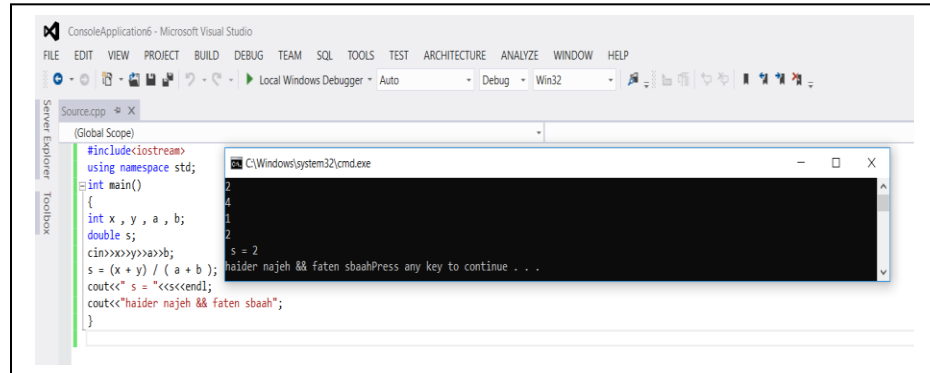 ConsoleApplication6 - Microsoft Visual Studio
FILE EDIT VIEW PROJECT BUILD DEBUG TEAM SQL TOOLS TEST ARCHITECTURE ANALYZE WINDOW HELP
Local Windows Debugger Auto Debug Win32
Server Explorer
Toolbox
Source.cpp
(Global Scope)
#include<iostream>
using namespace std;
int main()
{
int x , y , a , b;
double s;
cin>>x>>y>>a>>b;
s = (x + y) / ( a + b );
cout<<" s = "<<s<<endl;
cout<<"haider najeh && faten sbaah";
}
C:\Windows\system32\cmd.exe
2
4
1
2
s = 2
haider najeh && faten sbaahPress any key to continue . . .